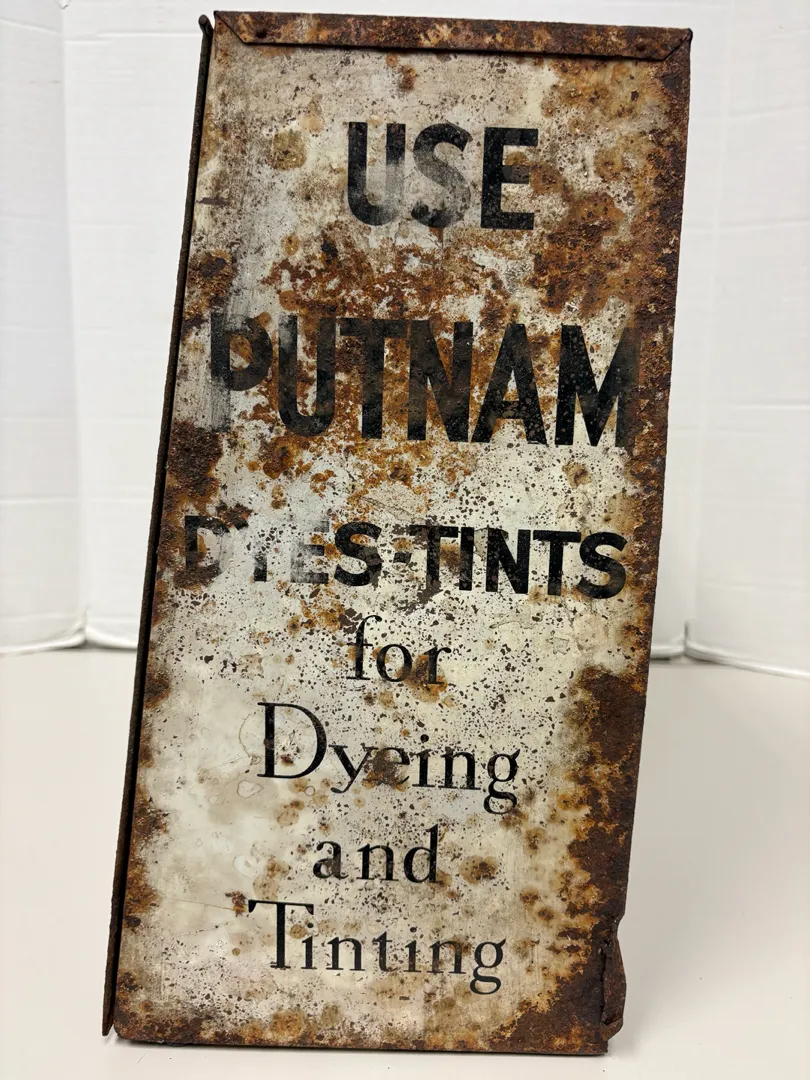 USE
PUTNAM
DYES-TINTS
for
Dyeing
and
Tinting